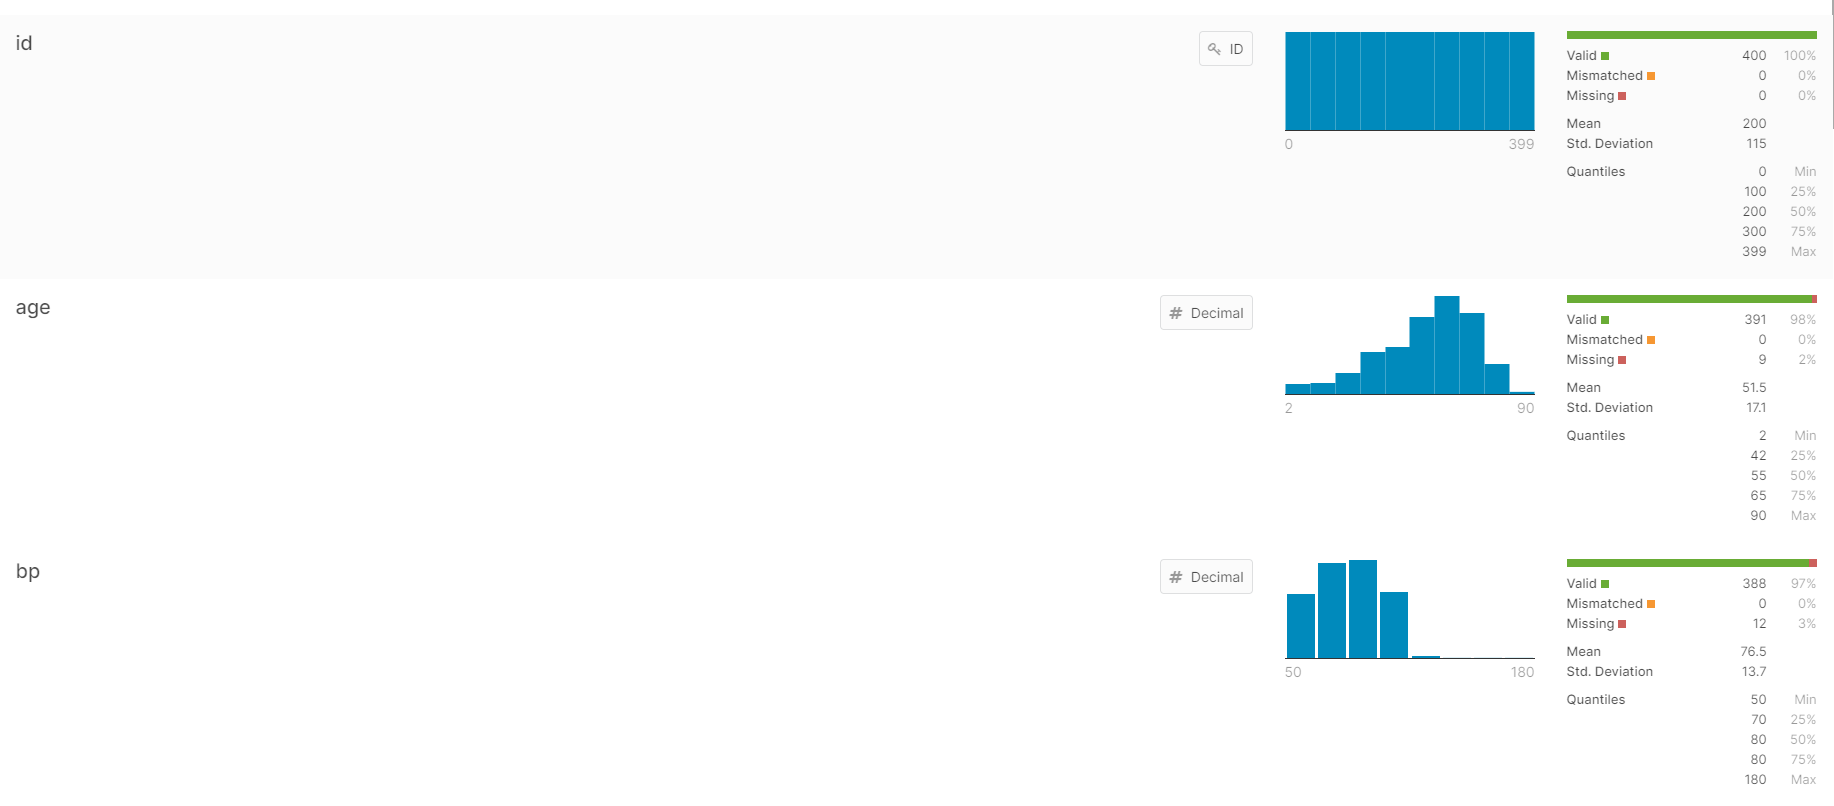 id
ID
0 399
Valid 400 100%
Mismatched 0 0%
Missing 0 0%
Mean 200
Std. Deviation 115
Quantiles 0 Min
100 25%
200 50%
300 75%
399 Max
age
# Decimal
2 90
Valid 391 98%
Mismatched 0 0%
Missing 9 2%
Mean 51.5
Std. Deviation 17.1
Quantiles 2 Min
42 25%
55 50%
65 75%
90 Max
bp
# Decimal
50 180
Valid 388 97%
Mismatched 0 0%
Missing 12 3%
Mean 76.5
Std. Deviation 13.7
Quantiles 50 Min
70 25%
80 50%
80 75%
180 Max